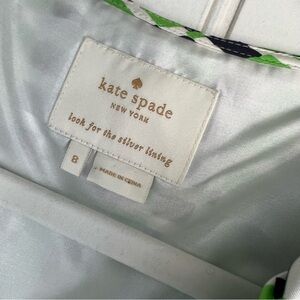 kate spade
NEW YORK
look for the silver lining
8
MADE IN CHINA